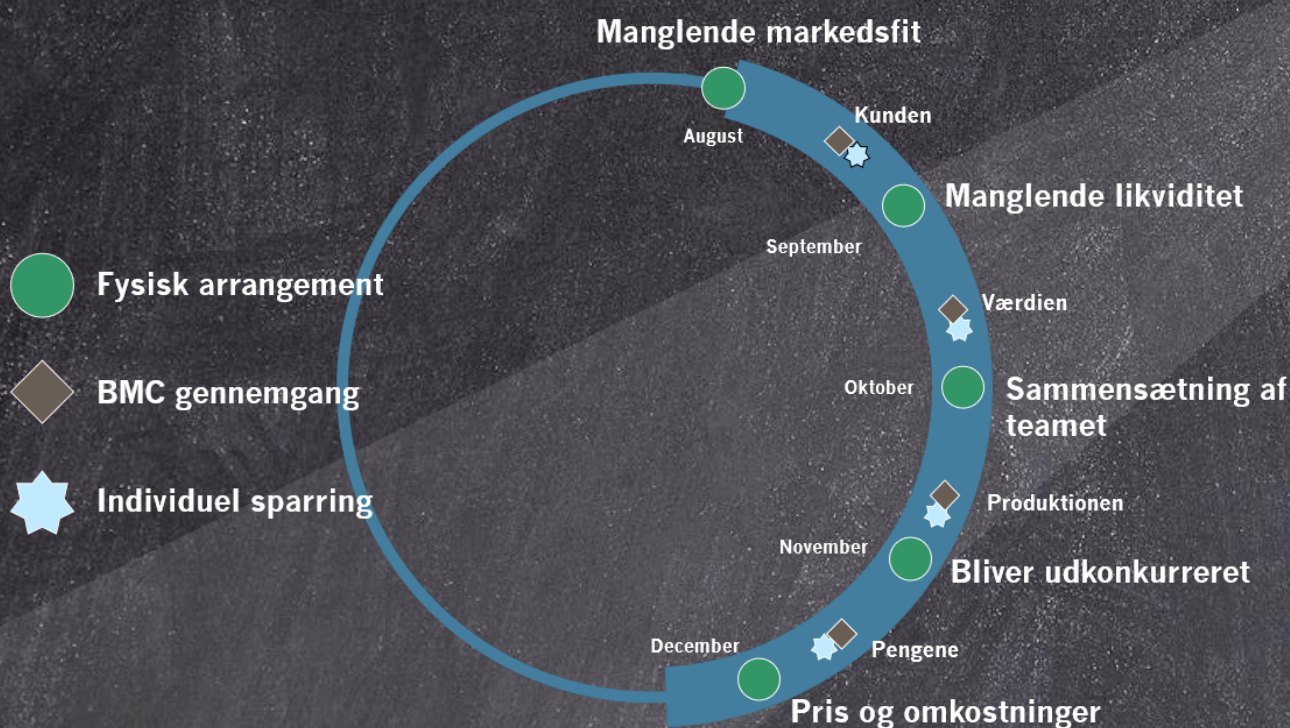 Manglende markedsfit
August
Kunden
Manglende likviditet
September
Fysisk arrangement
Værdien
BMC gennemgang
Oktober
Sammensætning af
teamet
Individuel sparring
Produktionen
November
Bliver udkonkurreret
December
Pengene
Pris og omkostninger